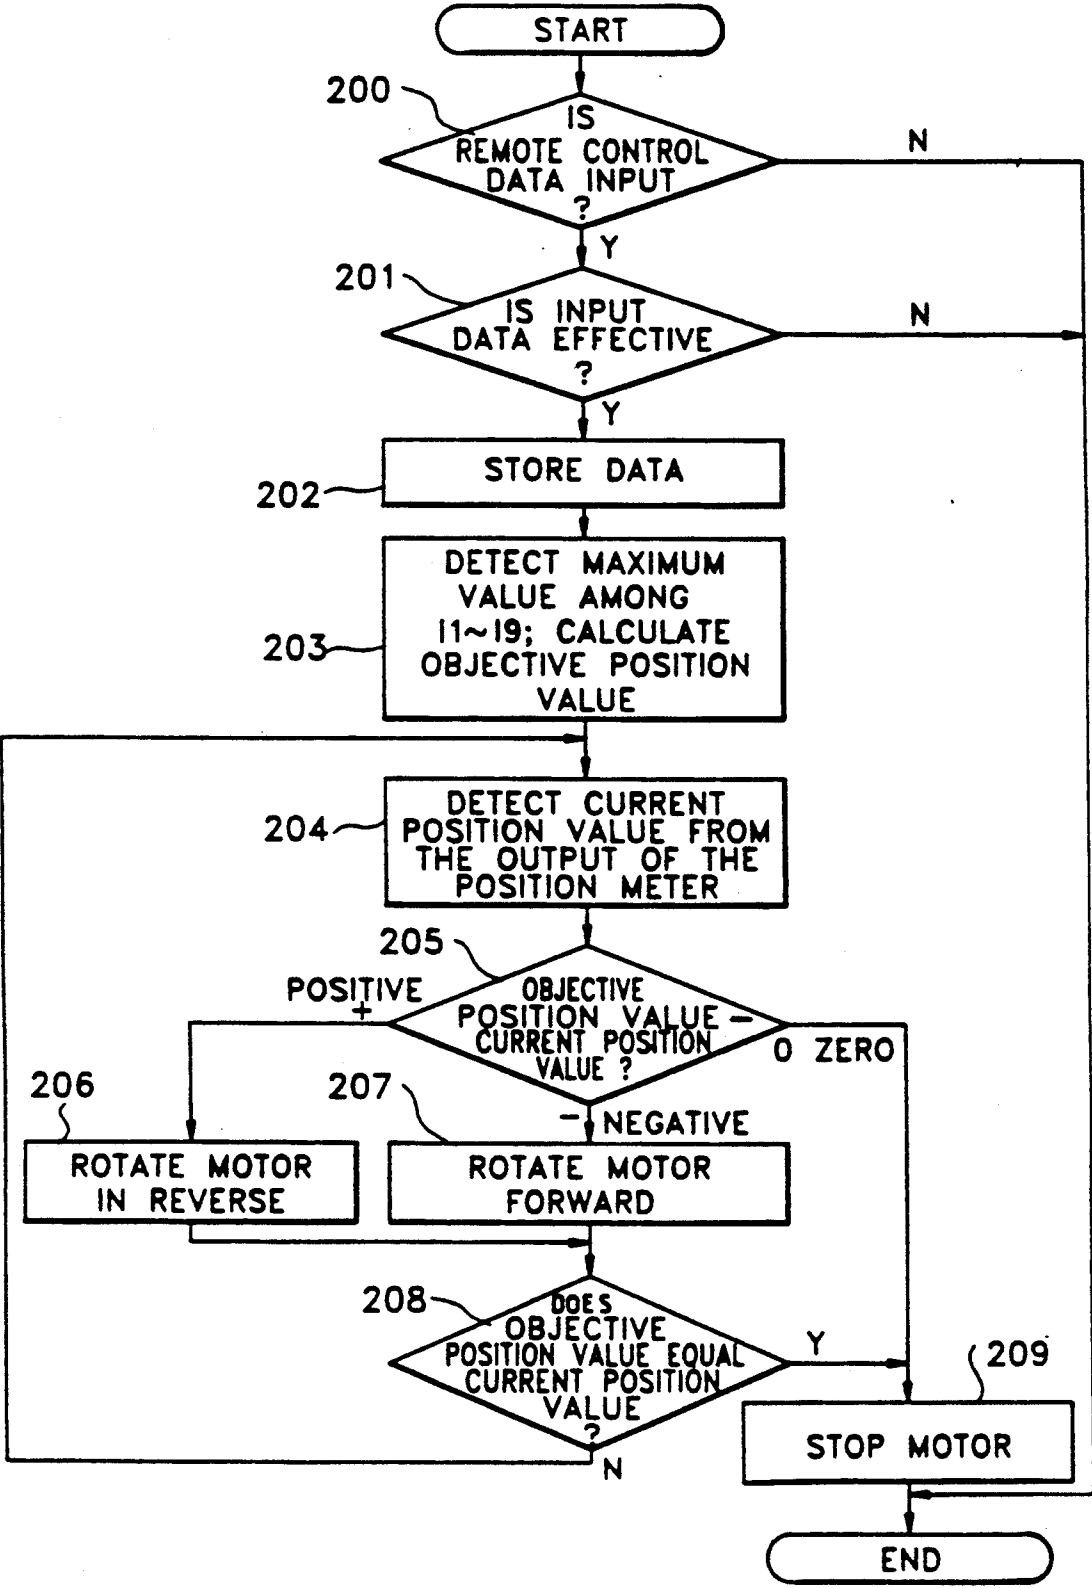 START
200
IS
REMOTE CONTROL
DATA INPUT
?
N
Y
201
IS INPUT
DATA EFFECTIVE
?
N
Y
202
STORE DATA
203
DETECT MAXIMUM
VALUE AMONG
I1~I9; CALCULATE
OBJECTIVE POSITION
VALUE
204
DETECT CURRENT
POSITION VALUE FROM
THE OUTPUT OF THE
POSITION METER
205
POSITIVE
+
OBJECTIVE
POSITION VALUE -
CURRENT POSITION
VALUE ?
0 ZERO
- NEGATIVE
206
ROTATE MOTOR
IN REVERSE
207
ROTATE MOTOR
FORWARD
208
DOES
OBJECTIVE
POSITION VALUE EQUAL
CURRENT POSITION
VALUE
?
Y
N
209
STOP MOTOR
END